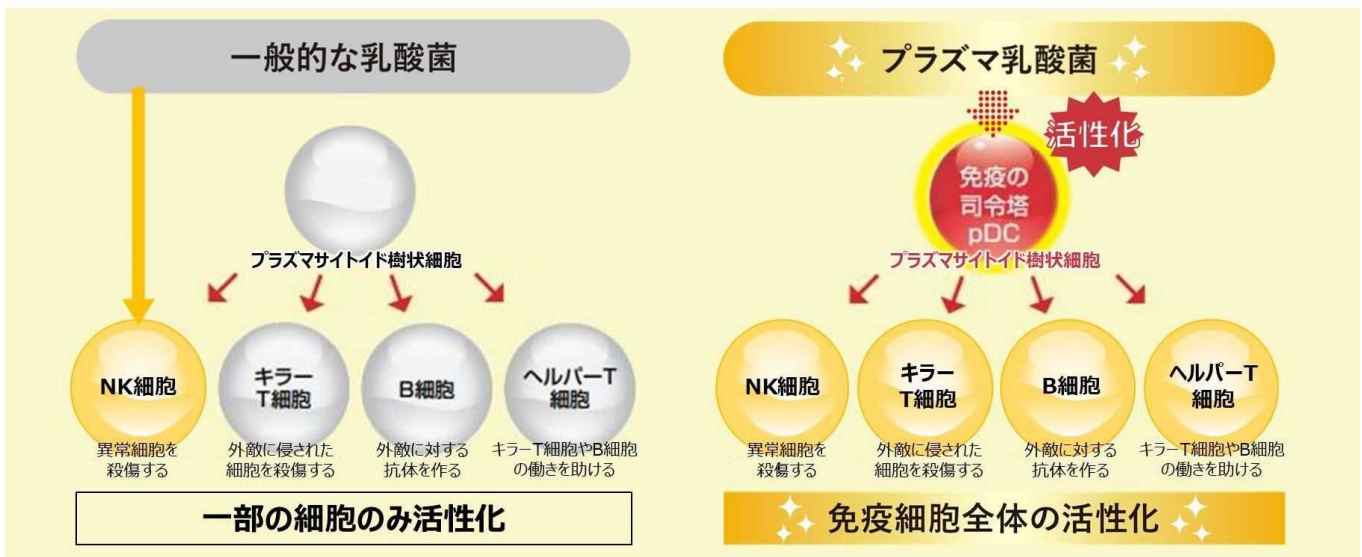 一般的な乳酸菌
プラズマサイトイド樹状細胞
NK細胞
異常細胞を
殺傷する
キラー
T細胞
外敵に侵された
細胞を殺傷する
B細胞
外敵に対する
抗体を作る
ヘルパーT
細胞
キラーT細胞やB細胞
の働きを助ける
一部の細胞のみ活性化
プラズマ乳酸菌
活性化
免疫の
司令塔
pDC
プラズマサイトイド樹状細胞
NK細胞
異常細胞を
殺傷する
キラー
T細胞
外敵に侵された
細胞を殺傷する
B細胞
外敵に対する
抗体を作る
ヘルパーT
細胞
キラーT細胞やB細胞
の働きを助ける
免疫細胞全体の活性化